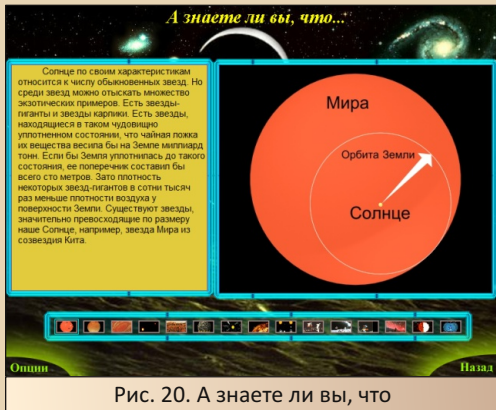 А знаете ли вы, что...
Солнце по своим характеристикам
относится к числу обыкновенных звезд. Но
среди звезд можно отыскать множество
экзотических примеров. Есть звезды-
гиганты и звезды карлики. Есть звезды,
находящиеся в таком чудовищно
уплотненном состоянии, что чайная ложка
их вещества весила бы на Земле миллиард
тонн. Если бы Земля уплотнилась до такого
состояния, ее поперечник составил бы
всего сто метров. Зато плотность
некоторых звезд-гигантов в сотни тысяч
раз меньше плотности воздуха у
поверхности Земли. Существуют звезды,
значительно превосходящие по размеру
наше Солнце, например, звезда Мира из
созвездия Кита.
Мира
Орбита Земли
Солнце
Опции
Назад
Рис. 20. А знаете ли вы, что